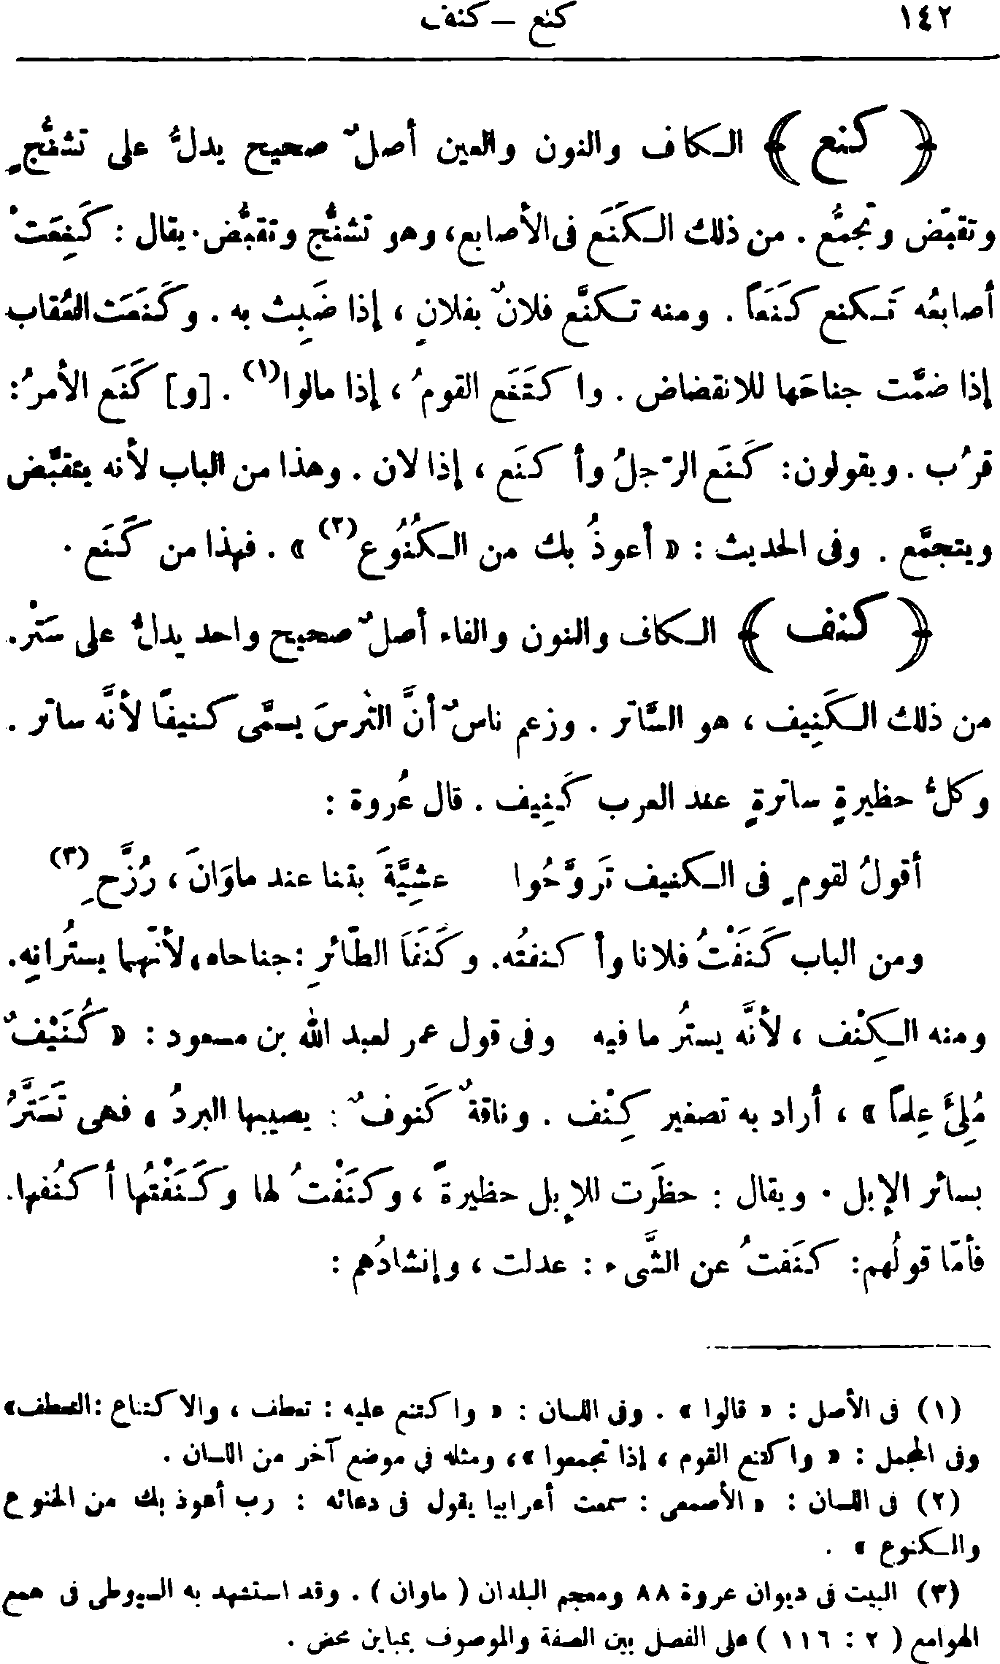 ١٤٢ كنع – كنف
﴿ كنع ﴾ الكاف والنون والعين أصلٌ صحيح يدلُّ على تشنُّجٍ
وتقبّض وتجمُّع . من ذلك الكَنَع فى الأصابع، وهو تشنُّج وتقبُّض. يقال : كَنِعَتْ
أصابعُه تَكنع كَنَعاً . ومنه تكنَّع فلانٌ بفلانٍ ، إذا ضَبِث به . وكَنَعَت العُقاب
إذا ضمَّت جناحَها للانقضاض . واكتَنَع القومُ ، إذا مالوا(١) . [و] كَنَع الأمرُ :
قرُب . ويقولون: كَنَع الرّجلُ وأكنَع ، إذا لان . وهذا من الباب لأنه يتقبَّض
ويتجمَّع . وفى الحديث : « أعوذُ بك من الكُنُوع(٢) » . فهذا من كَنَع .
﴿ كنف ﴾ الكاف والنون والفاء أصلٌ صحيح واحد يدلُّ على سَتْر.
من ذلك الكَنِيف ، هو السَّاتر . وزعم ناسٌ أنَّ التُّرسَ يسمَّى كنيفًا لأنَّه ساتر .
وكلُّ حظيرةٍ ساترةٍ عند العرب كَنِيف . قال عُروة :
أقولُ لقومٍ فى الكنيف تَروَّحُوا عشِيَّةَ بتنا عند ماوَانَ ، رُزَّحِ(٣)
ومن الباب كَنَفْتُ فلانا وأكنفتُه. وكَنَفَا الطَّائرِ : جناحاه، لأنّهما يستُرانِه.
ومنه الكِنْف ، لأنَّه يستُر ما فيه وفى قول عمر لعبد الله بن مسعود : « كُنَيْفٌ
مُلِئَ عِلماً » ، أراد به تصغير كِنْف . وناقةٌ كَنوفٌ : يصيبها البردُ ، فهى تَستَّرُ
بسائر الإبل . ويقال : حظَرت للإبل حظيرةً ، وكنَفْتُ لها وكَنَفْتُها أكنُفها.
فأمّا قولُهم: كنَفتُ عن الشَّىء : عدلت ، وإنشادُهم :
(١) فى الأصل : « قالوا » . وفى اللسان : « واكتنع عليه : تعطف ، والاكتناع : التعطف»
وفى المجمل : « واكتنع القوم ، إذا تجمعوا »، ومثله في موضع آخر من اللسان .
(٢) فى اللسان : « الأصمعى : سمعت أعرابيا يقول فى دعائه : رب أعوذ بك من الخنوع
والكنوع » .
(٣) البيت فى ديوان عروة ٨٨ ومعجم البلدان ( ماوان ) . وقد استشهد به السيوطى فى همع
الهوامع ( ٢ : ١١٦ ) على الفصل بين الصفة والموصوف بمباين محض .